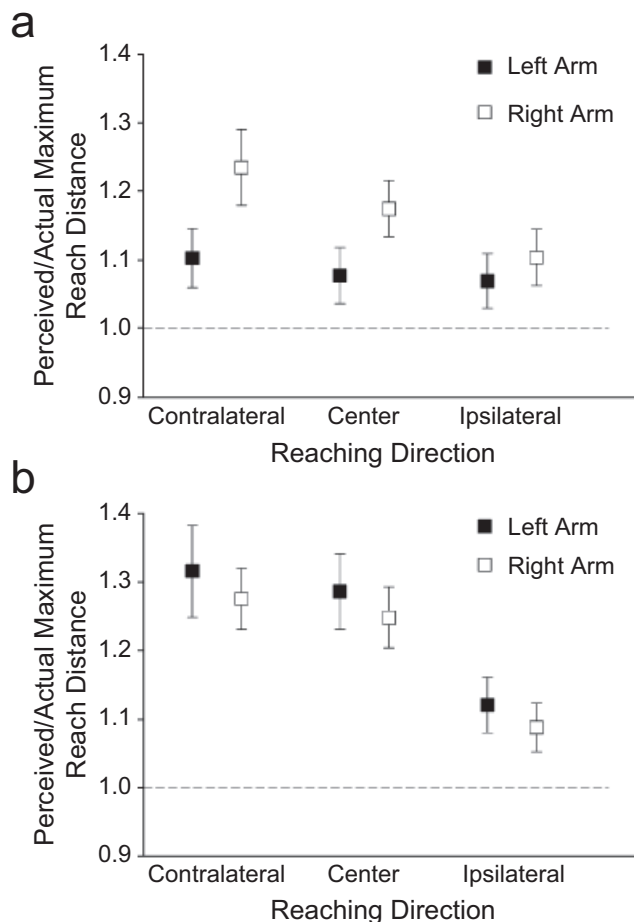 a
Perceived/Actual Maximum
Reach Distance
1.4
1.3
1.2
1.1
1.0
0.9
Left Arm
Right Arm
Contralateral
Center
Ipsilateral
Reaching Direction
b
Perceived/Actual Maximum
Reach Distance
1.4
1.3
1.2
1.1
1.0
0.9
Left Arm
Right Arm
Contralateral
Center
Ipsilateral
Reaching Direction